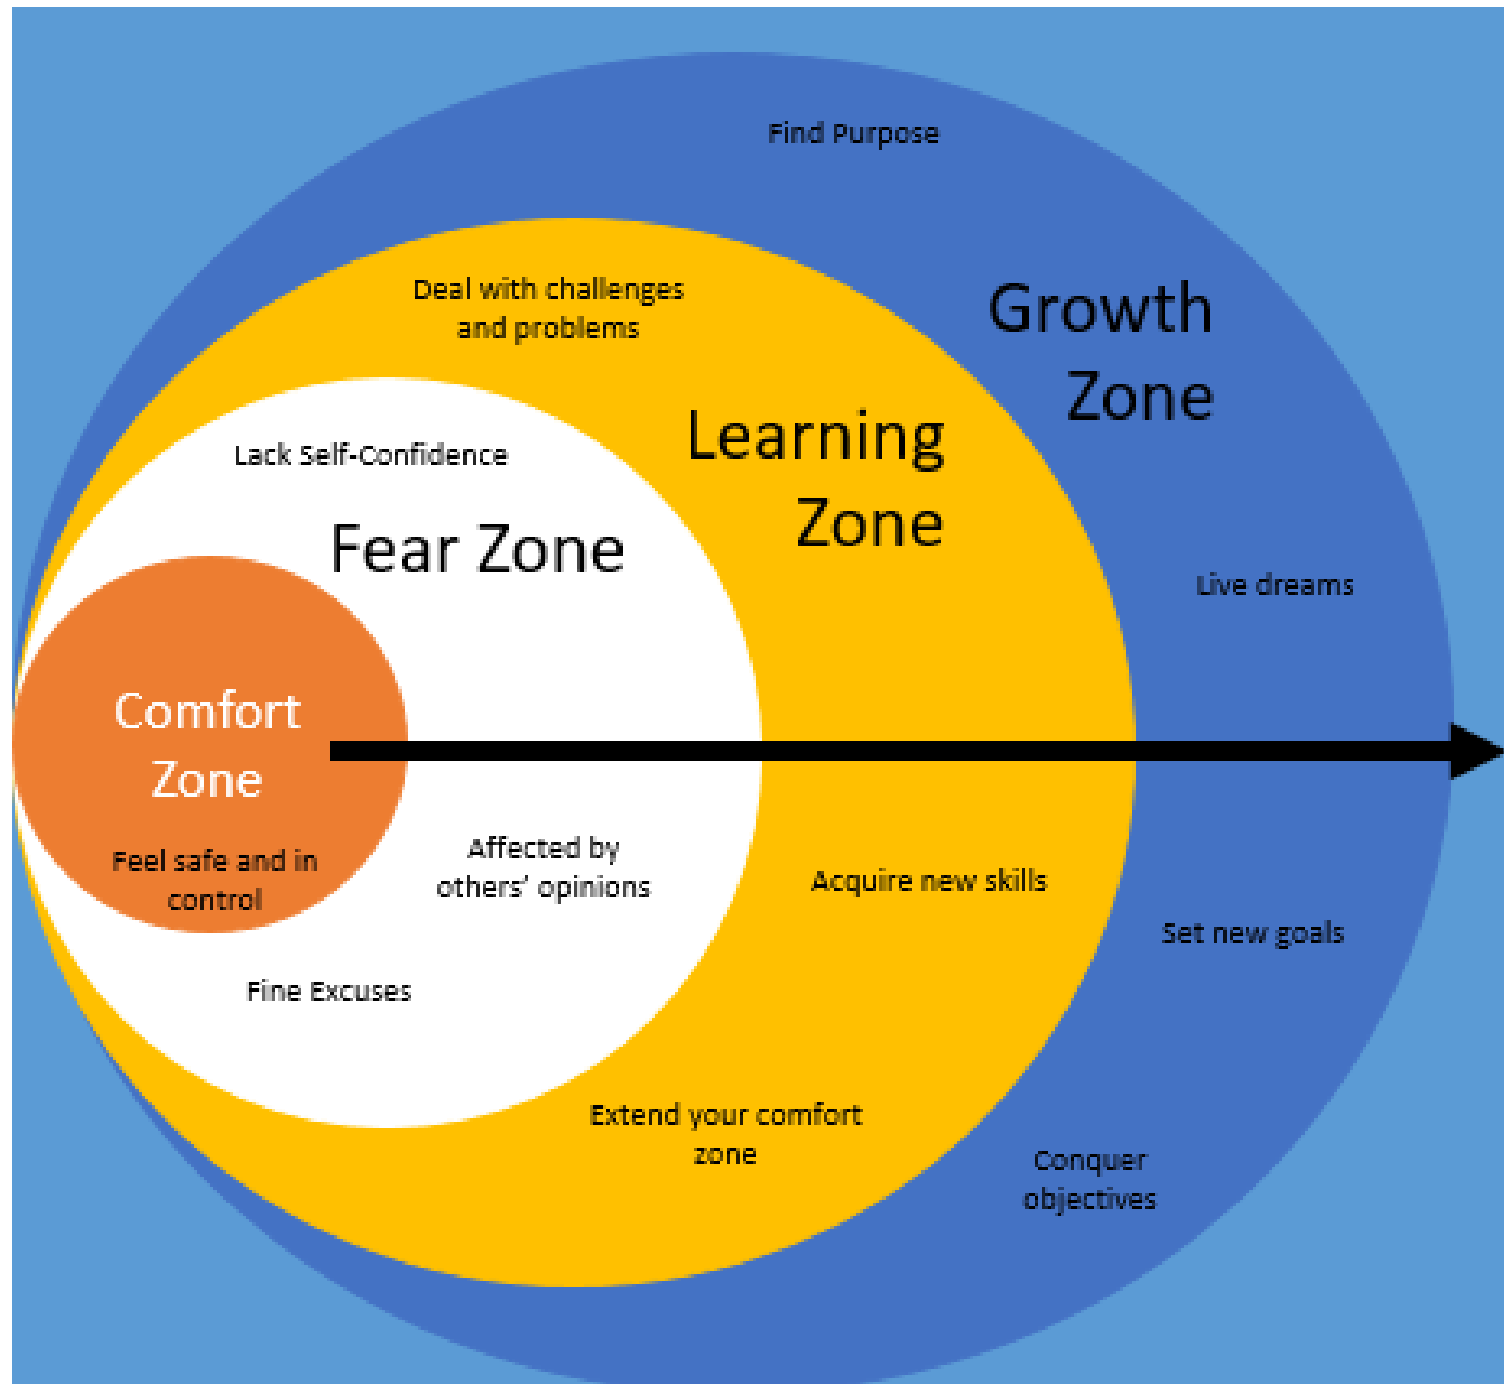 Find Purpose
Growth
Zone
Deal with challenges
and problems
Learning
Zone
Lack Self-Confidence
Fear Zone
Live dreams
Comfort
Zone
Feel safe and in
control
Affected by
others' opinions
Acquire new skills
Set new goals
Fine Excuses
Extend your comfort
zone
Conquer
objectives